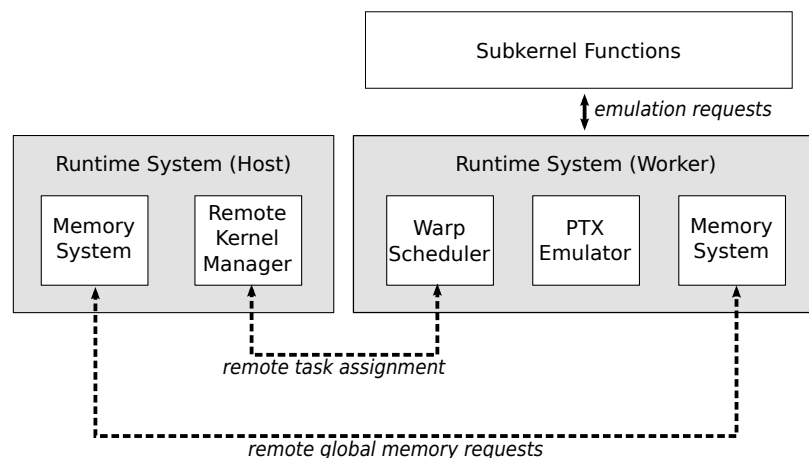 Subkernel Functions
emulation requests
Runtime System (Host)
Runtime System (Worker)
Memory
System
Remote
Kernel
Manager
Warp
Scheduler
PTX
Emulator
Memory
System
remote task assignment
remote global memory requests